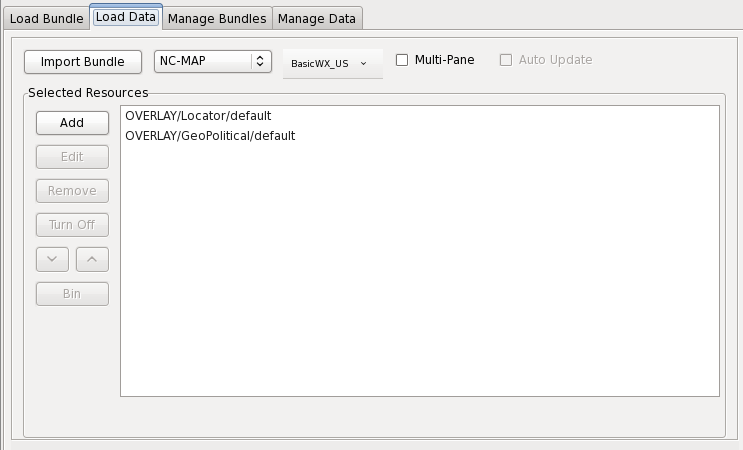 Load Bundle Load Data Manage Bundles Manage Data
Import Bundle NC-MAP BasicWX_US Multi-Pane Auto Update
Selected Resources
Add
Edit
Remove
Turn Off
Bin
OVERLAY/Locator/default
OVERLAY/GeoPolitical/default